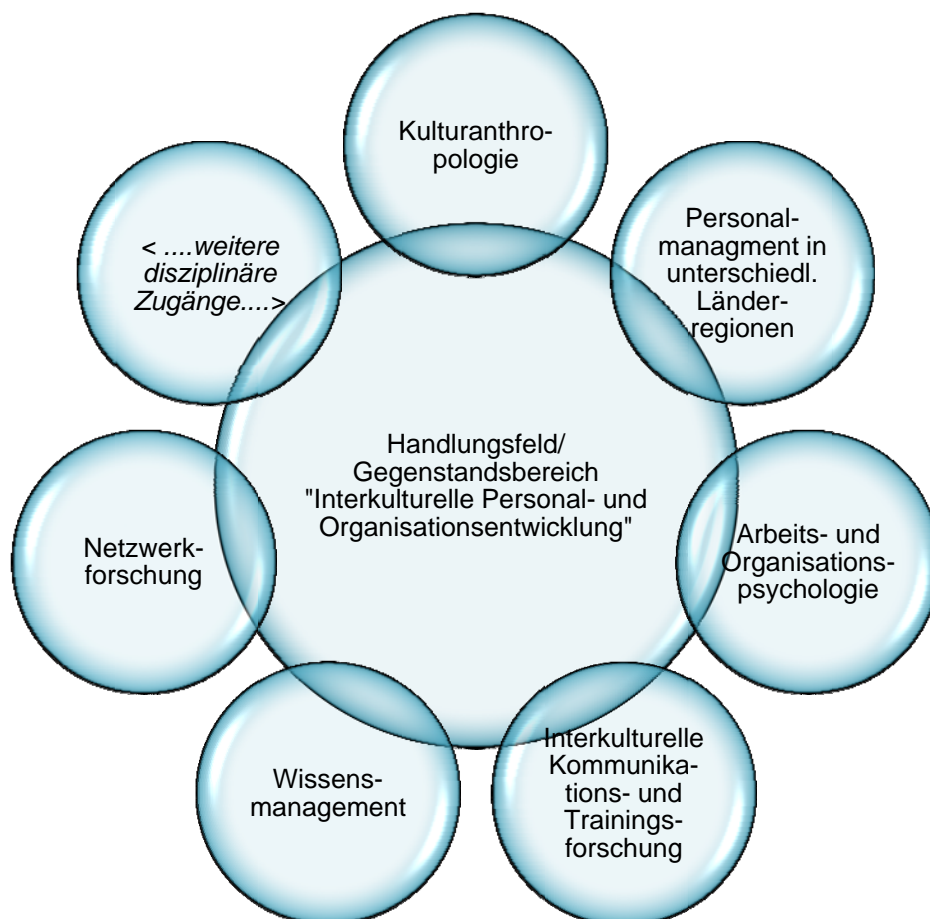 Kulturanthro-
pologie
Personal-
managment in
unterschiedl.
Länder-
regionen
< ....weitere
disziplinäre
Zugänge....>
Handlungsfeld/
Gegenstandsbereich
"Interkulturelle Personal- und
Organisationsentwicklung"
Netzwerk-
forschung
Arbeits- und
Organisations-
psychologie
Wissens-
management
Interkulturelle
Kommunika-
tions- und
Trainings-
forschung